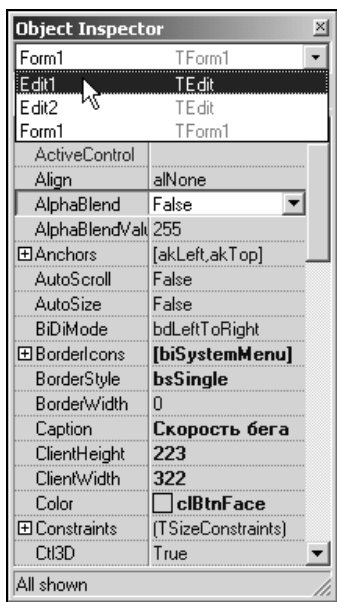 Object Inspector
Form1 TForm1
Edit1 TEdit
Edit2 TEdit
Form1 TForm1
ActiveControl
Align alNone
AlphaBlend False
AlphaBlendValu 255
Anchors [akLeft,akTop]
AutoScroll False
AutoSize False
BiDiMode bdLeftToRight
BorderIcons [biSystemMenu]
BorderStyle bsSingle
BorderWidth 0
Caption Скорость бега
ClientHeight 223
ClientWidth 322
Color clBtnFace
Constraints (TSizeConstraints)
Ctl3D True
All shown